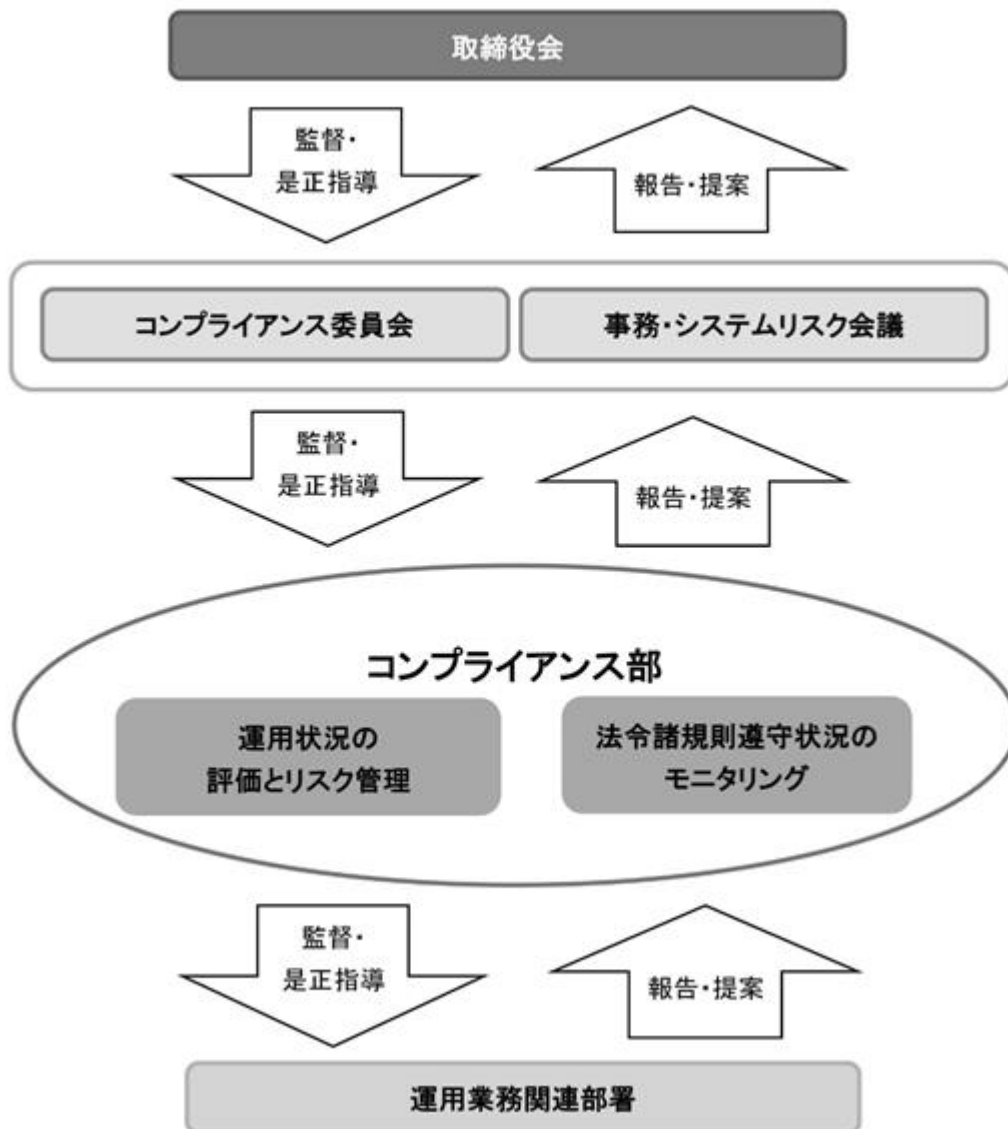 取締役会
監督・
是正指導
報告・提案
コンプライアンス委員会
事務・システムリスク会議
監督・
是正指導
報告・提案
コンプライアンス部
運用状況の
評価とリスク管理
法令諸規則遵守状況の
モニタリング
監督・
是正指導
報告・提案
運用業務関連部署